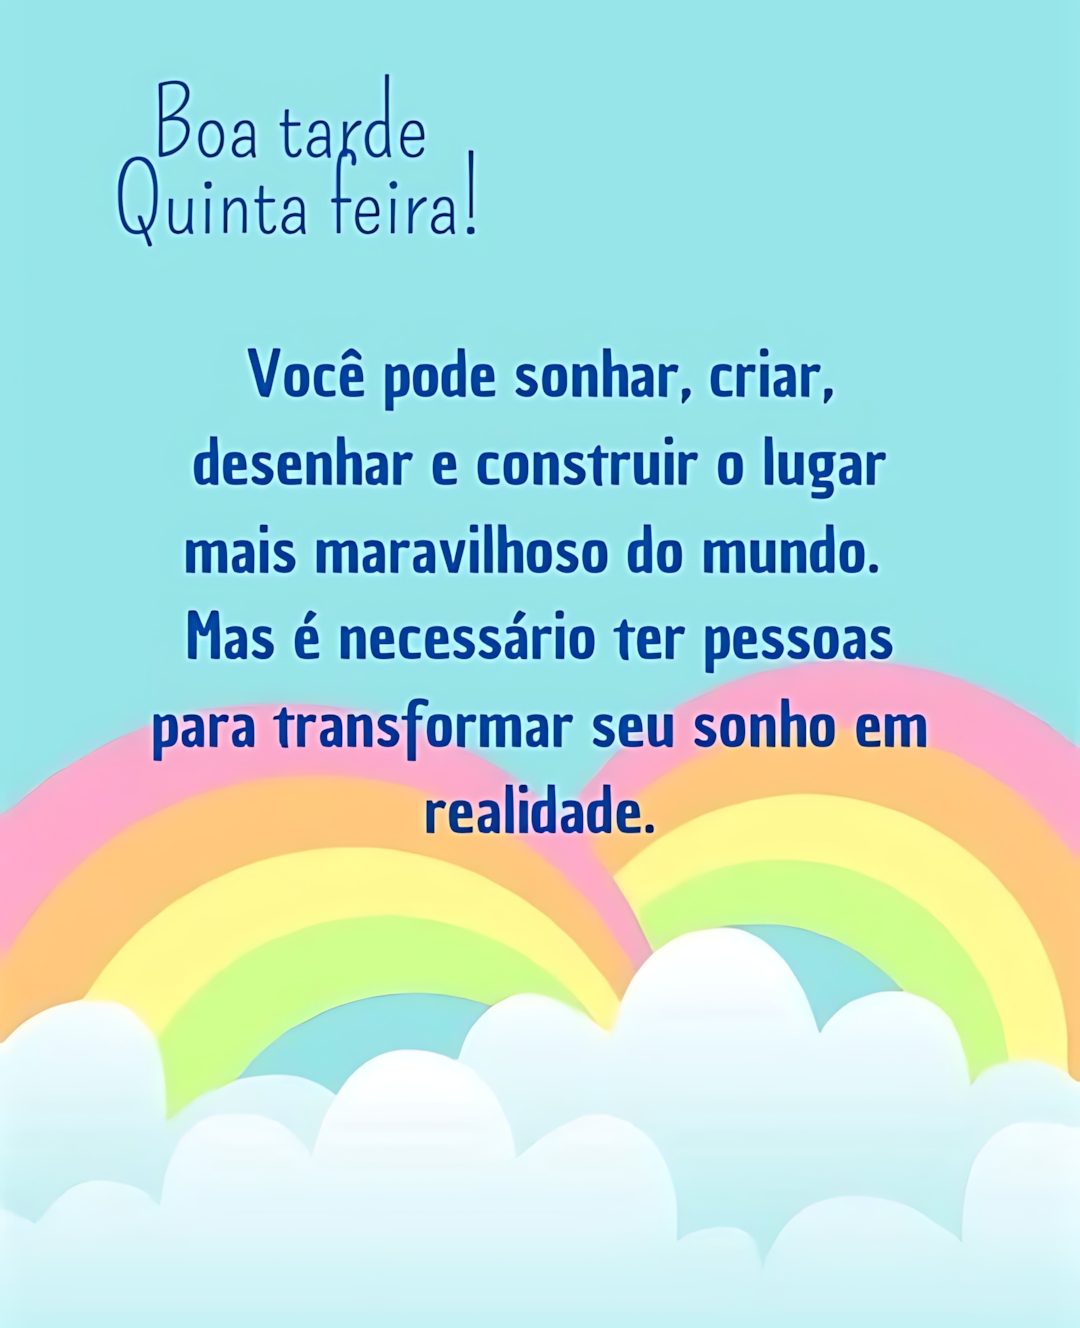 Boa tarde
Quinta feira!
Você pode sonhar, criar,
desenhar e construir o lugar
mais maravilhoso do mundo.
Mas é necessário ter pessoas
para transformar seu sonho em
realidade.